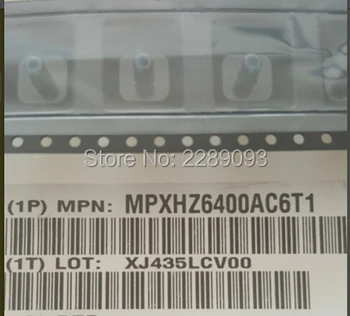 Store No: 2289093
(1P) MPN: MPXHZ6400AC6T1
(1T) LOT: XJ435LCV00